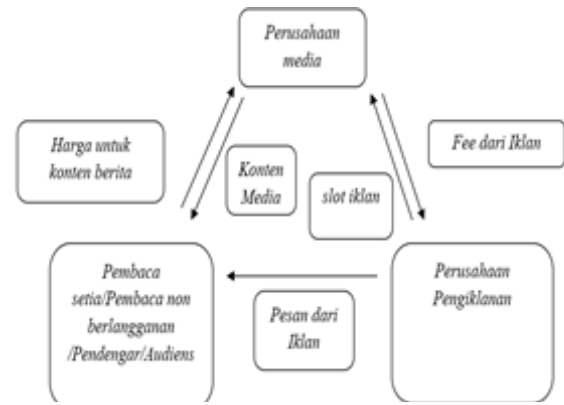 Perusahaan
media
Harga untuk
konten berita
Fee dari Iklan
Konten
Media
slot iklan
Pembaca
setia/Pembaca non
berlangganan
/Pendengar/Audiens
Perusahaan
Pengiklanan
Pesan dari
Iklan